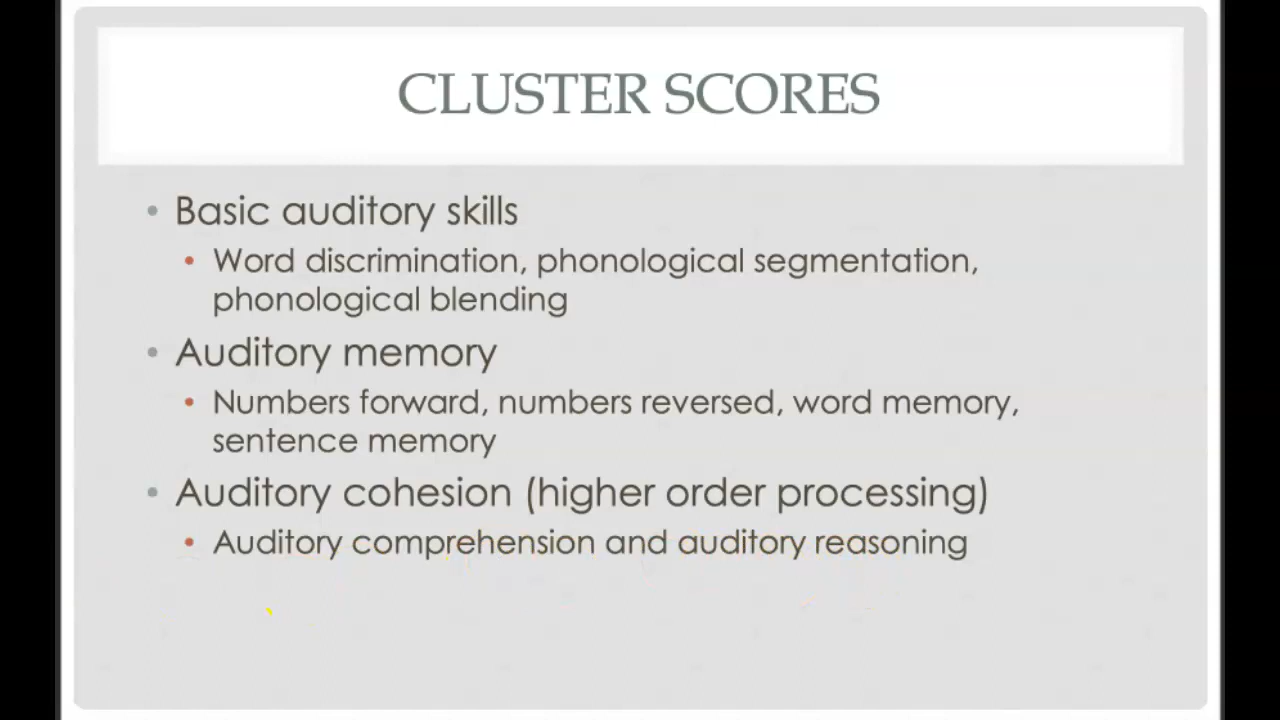 CLUSTER SCORES
• Basic auditory skills
• Word discrimination, phonological segmentation,
phonological blending
• Auditory memory
• Numbers forward, numbers reversed, word memory,
sentence memory
• Auditory cohesion (higher order processing)
• Auditory comprehension and auditory reasoning